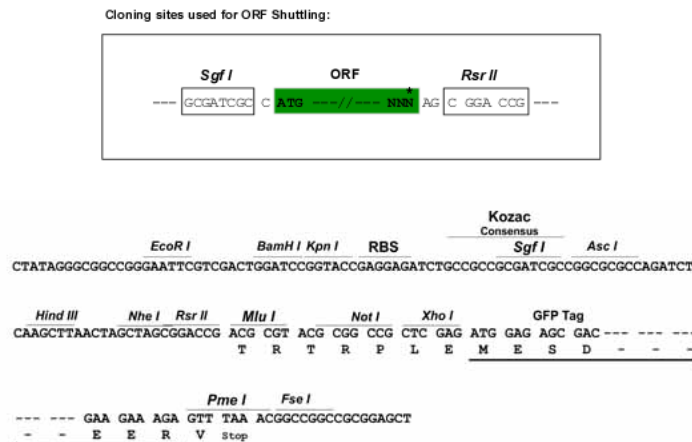 Cloning sites used for ORF Shuttling:
Sgf I ORF Rsr II
--- GCGATCGC C ATG ---//--- NNN* AG C GGA CCG ---
Kozac
Consensus
EcoR I BamH I Kpn I RBS Sgf I Asc I
CTATAGGGCGGCCGGGAATTCGTCGACTGGATCCGGTACCGAGGAGATCTGCCGCCGCGATCGCCGGCGCGCCAGATCT
Hind III Nhe I Rsr II Mlu I Not I Xho I GFP Tag
CAAGCTTAACTAGCTAGCGGACCG ACG CGT ACG CGG CCG CTC GAG ATG GAG AGC GAC--- ---
T R T R P L E M E S D - - -
Pme I Fse I
--- --- GAA GAA AGA GTT TAA ACGGCCGGCCGCGGAGCT
- - E E R V Stop